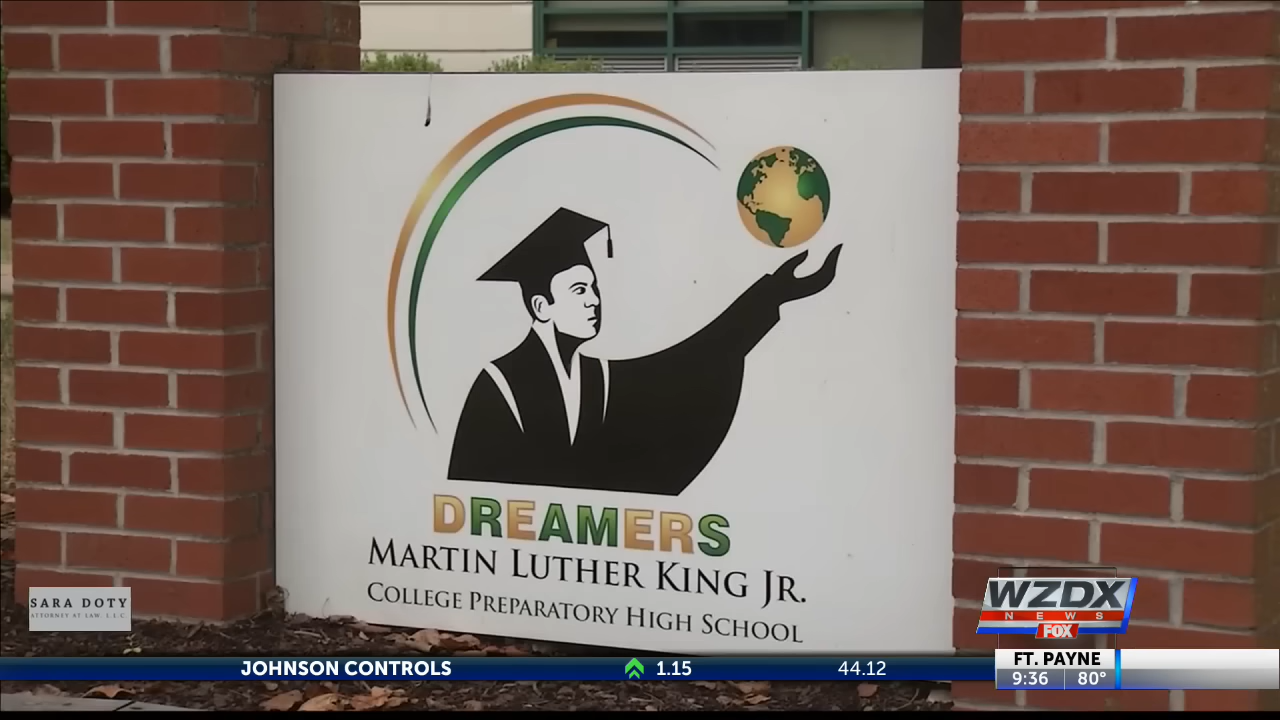 DREAMERS
MARTIN LUTHER KING JR.
COLLEGE PREPARATORY HIGH SCHOOL
SARA DOTY
ATTORNEY AT LAW, L.L.C.
WZDX
NEWS
FOX
JOHNSON CONTROLS 1.15 44.12
FT. PAYNE
9:36 80°